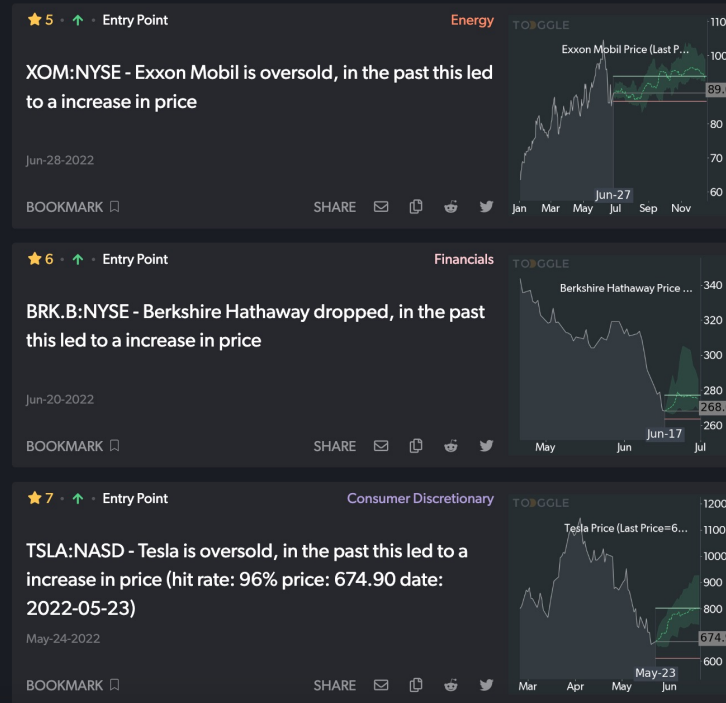 5 • Entry Point Energy
XOM:NYSE - Exxon Mobil is oversold, in the past this led
to a increase in price
Jun-28-2022
BOOKMARK SHARE
TOGGLE
Exxon Mobil Price (Last P...
110
100
89.
80
70
60
Jun-27
Jan Mar May Jul Sep Nov
6 • Entry Point Financials
BRK.B:NYSE - Berkshire Hathaway dropped, in the past
this led to a increase in price
Jun-20-2022
BOOKMARK SHARE
TOGGLE
Berkshire Hathaway Price ...
340
320
300
280
268.
260
Jun-17
May Jun Jul
7 • Entry Point Consumer Discretionary
TSLA:NASD - Tesla is oversold, in the past this led to a
increase in price (hit rate: 96% price: 674.90 date:
2022-05-23)
May-24-2022
BOOKMARK SHARE
TOGGLE
Tesla Price (Last Price=6...
1200
1100
1000
900
800
674.
600
May-23
Mar Apr May Jun